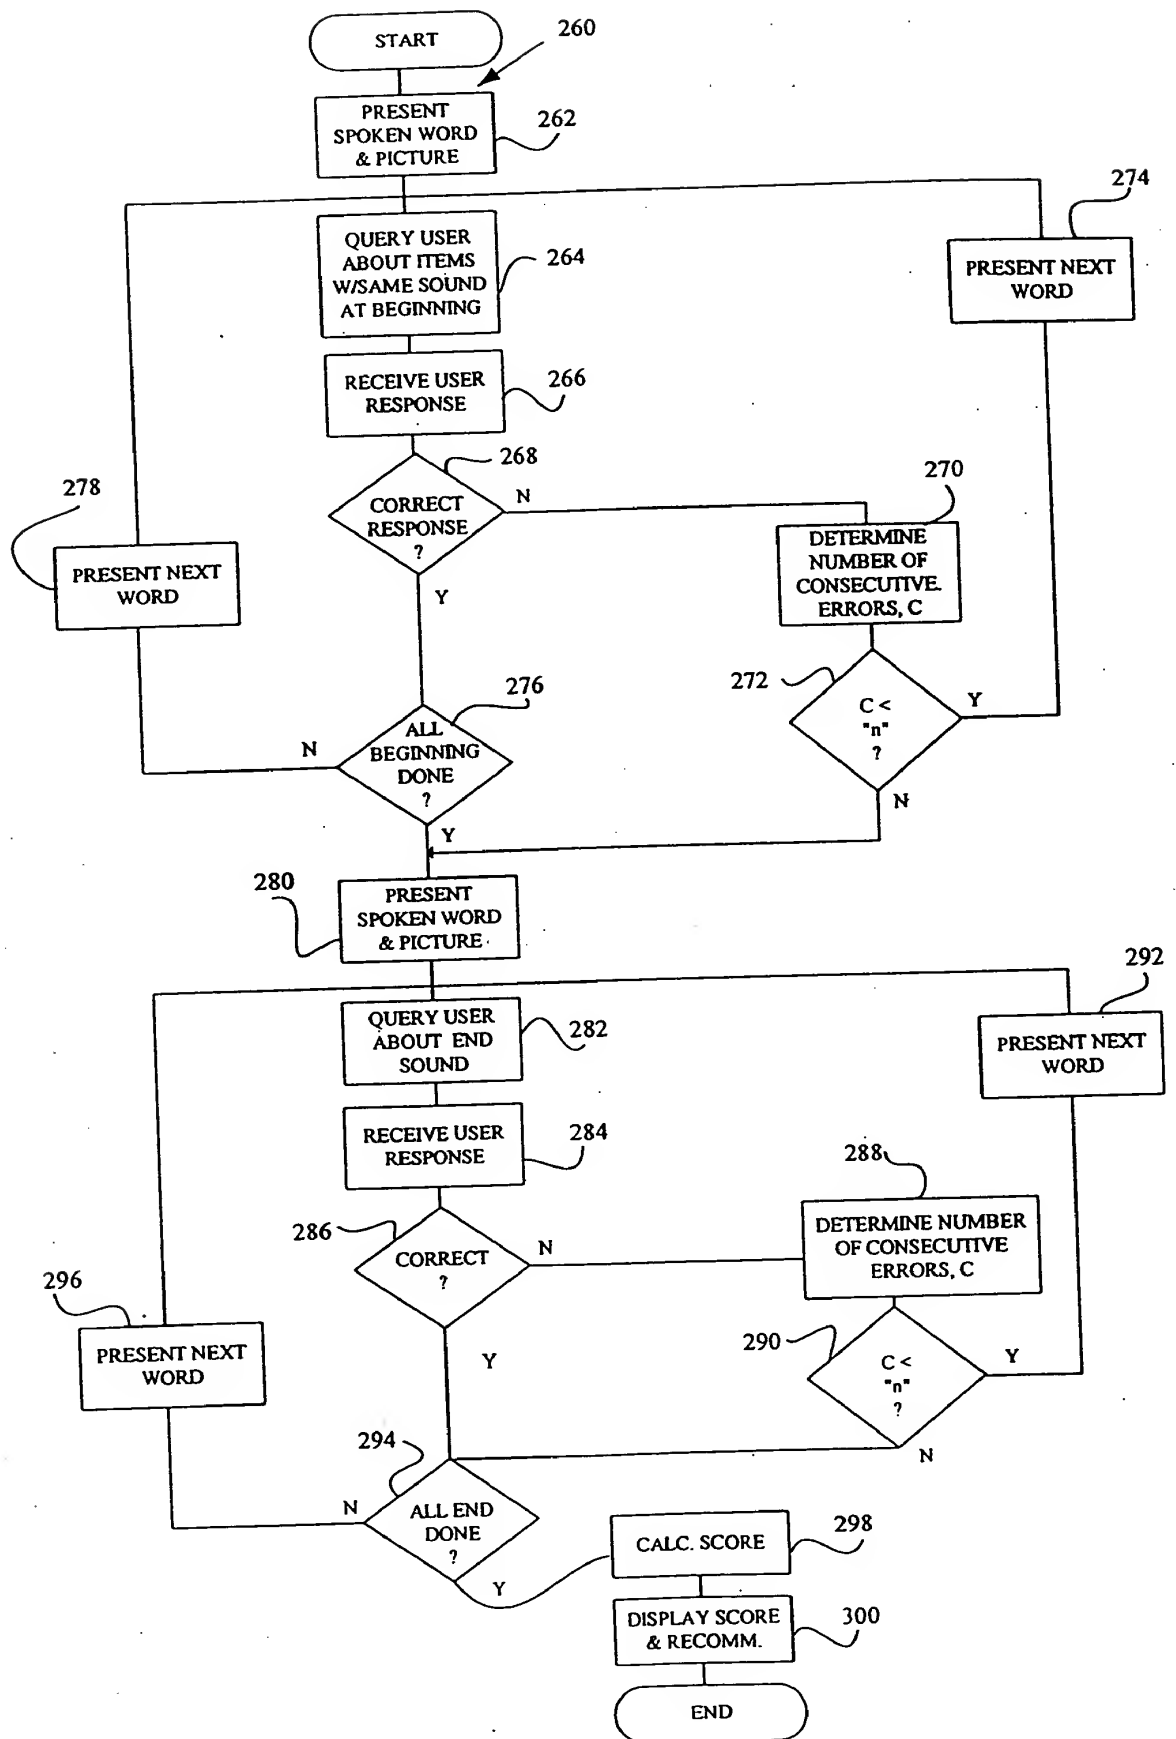 START
260
PRESENT
SPOKEN WORD
& PICTURE
262
274
QUERY USER
ABOUT ITEMS
W/SAME SOUND
AT BEGINNING
264
PRESENT NEXT
WORD
RECEIVE USER
RESPONSE
266
268
CORRECT
RESPONSE
?
N
Y
270
DETERMINE
NUMBER OF
CONSECUTIVE.
ERRORS, C
278
PRESENT NEXT
WORD
272
C <
"n"
?
Y
N
276
ALL
BEGINNING
DONE
?
N
Y
280
PRESENT
SPOKEN WORD
& PICTURE
292
QUERY USER
ABOUT END
SOUND
282
PRESENT NEXT
WORD
RECEIVE USER
RESPONSE
284
286
CORRECT
?
N
Y
288
DETERMINE NUMBER
OF CONSECUTIVE
ERRORS, C
296
PRESENT NEXT
WORD
290
C <
"n"
?
Y
N
294
ALL END
DONE
?
N
Y
CALC. SCORE
298
DISPLAY SCORE
& RECOMM.
300
END